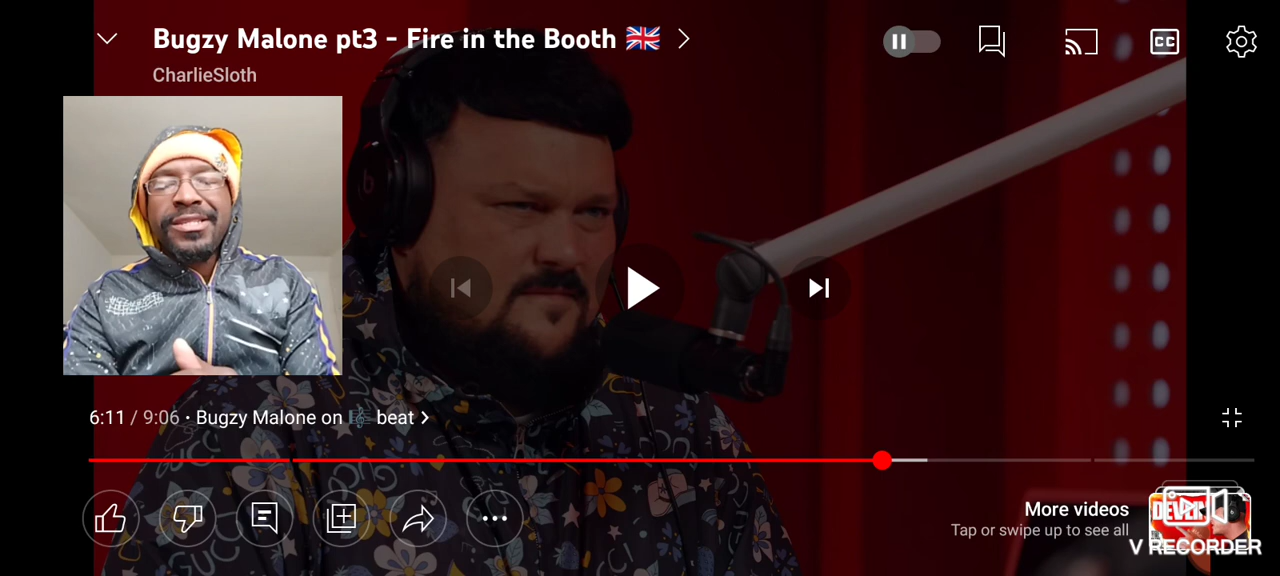 Bugzy Malone pt3 - Fire in the Booth 🇬🇧
CharlieSloth
CC
6:11 / 9:06 • Bugzy Malone on 🎼 beat
More videos
Tap or swipe up to see all
V RECORDER